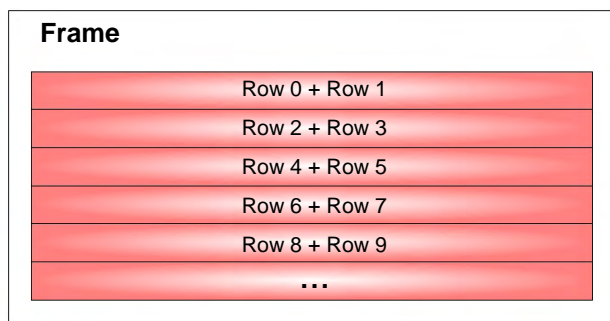 Frame
Row 0 + Row 1
Row 2 + Row 3
Row 4 + Row 5
Row 6 + Row 7
Row 8 + Row 9
...